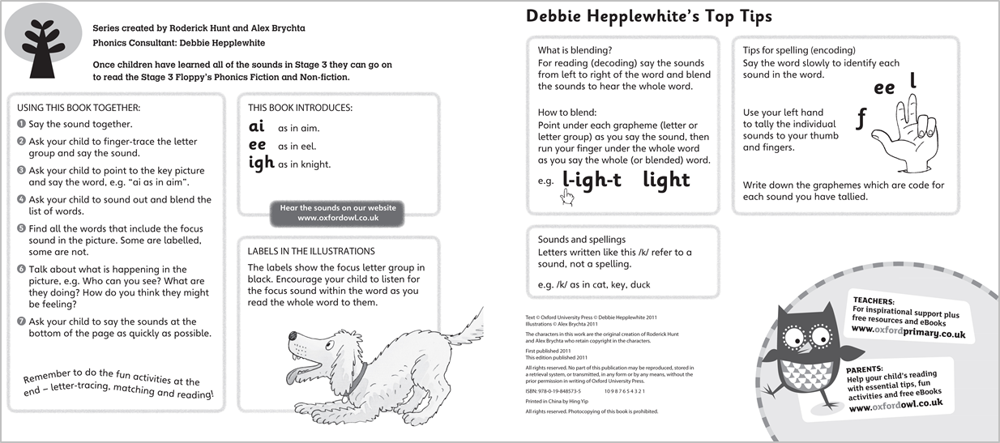 Series created by Roderick Hunt and Alex Brychta
Phonics Consultant: Debbie Hepplewhite
Once children have learned all of the sounds in Stage 3 they can go on
to read the Stage 3 Floppy's Phonics Fiction and Non-fiction.
USING THIS BOOK TOGETHER:
1 Say the sound together.
2 Ask your child to finger-trace the letter
group and say the sound.
3 Ask your child to point to the key picture
and say the word, e.g. "ai as in aim".
4 Ask your child to sound out and blend the
list of words.
5 Find all the words that include the focus
sound in the picture. Some are labelled,
some are not.
6 Talk about what is happening in the
picture, e.g. Who can you see? What are
they doing? How do you think they might
be feeling?
7 Ask your child to say the sounds at the
bottom of the page as quickly as possible.
Remember to do the fun activities at the
end – letter-tracing, matching and reading!
THIS BOOK INTRODUCES:
ai as in aim.
ee as in eel.
igh as in knight.
Hear the sounds on our website
www.oxfordowl.co.uk
LABELS IN THE ILLUSTRATIONS
The labels show the focus letter group in
black. Encourage your child to listen for
the focus sound within the word as you
read the whole word to them.
Debbie Hepplewhite's Top Tips
What is blending?
For reading (decoding) say the sounds
from left to right of the word and blend
the sounds to hear the whole word.
How to blend:
Point under each grapheme (letter or
letter group) as you say the sound, then
run your finger under the whole word
as you say the whole (or blended) word.
e.g. l-igh-t light
Tips for spelling (encoding)
Say the word slowly to identify each
sound in the word.
f ee l
Use your left hand
to tally the individual
sounds to your thumb
and fingers.
Write down the graphemes which are code for
each sound you have tallied.
Sounds and spellings
Letters written like this /k/ refer to a
sound, not a spelling.
e.g. /k/ as in cat, key, duck
Text © Oxford University Press © Debbie Hepplewhite 2011
Illustrations © Alex Brychta 2011
The characters in this work are the original creation of Roderick Hunt
and Alex Brychta who retain copyright in the characters.
First published 2011
This edition published 2011
All rights reserved. No part of this publication may be reproduced, stored in
a retrieval system, or transmitted, in any form or by any means, without the
prior permission in writing of Oxford University Press.
ISBN: 978-0-19-848573-5 10 9 8 7 6 5 4 3 2 1
Printed in China by Hing Yip
All rights reserved. Photocopying of this book is prohibited.
TEACHERS:
For inspirational support plus
free resources and eBooks
www.oxfordprimary.co.uk
PARENTS:
Help your child's reading
with essential tips, fun
activities and free eBooks
www.oxfordowl.co.uk